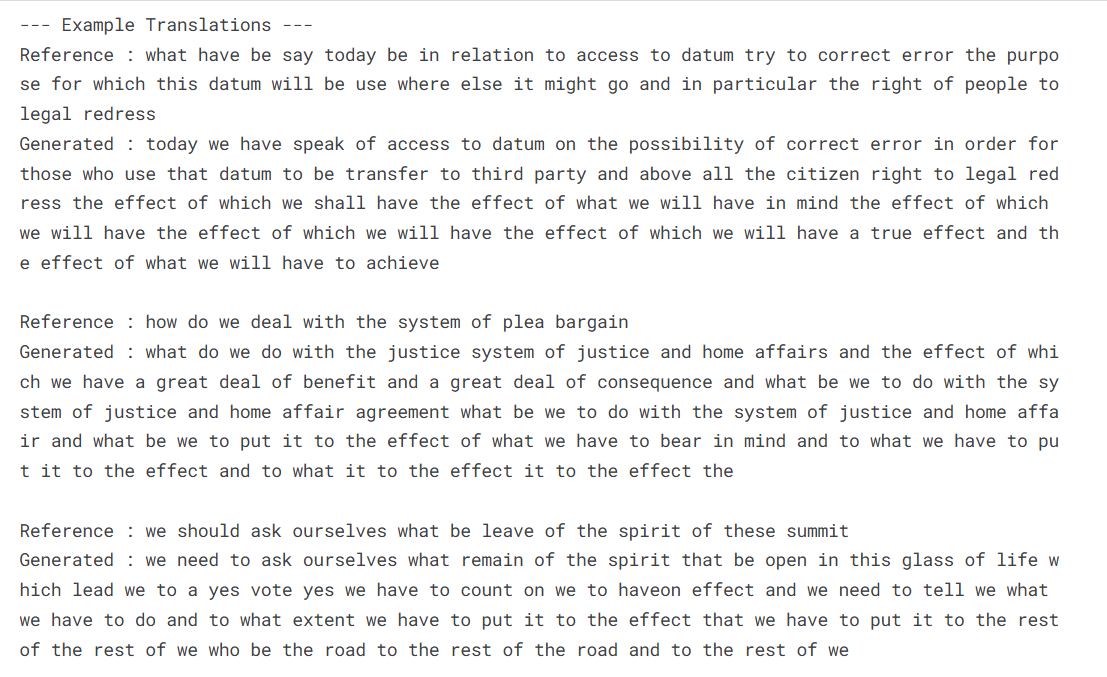 --- Example Translations ---
Reference : what have be say today be in relation to access to datum try to correct error the purpo
se for which this datum will be use where else it might go and in particular the right of people to
legal redress
Generated : today we have speak of access to datum on the possibility of correct error in order for
those who use that datum to be transfer to third party and above all the citizen right to legal red
ress the effect of which we shall have the effect of what we will have in mind the effect of which
we will have the effect of which we will have the effect of which we will have a true effect and th
e effect of what we will have to achieve
Reference : how do we deal with the system of plea bargain
Generated : what do we do with the justice system of justice and home affairs and the effect of whi
ch we have a great deal of benefit and a great deal of consequence and what be we to do with the sy
stem of justice and home affair agreement what be we to do with the system of justice and home affa
ir and what be we to put it to the effect of what we have to bear in mind and to what we have to pu
t it to the effect and to what it to the effect it to the effect the
Reference : we should ask ourselves what be leave of the spirit of these summit
Generated : we need to ask ourselves what remain of the spirit that be open in this glass of life w
hich lead we to a yes vote yes we have to count on we to haveon effect and we need to tell we what
we have to do and to what extent we have to put it to the effect that we have to put it to the rest
of the rest of we who be the road to the rest of the road and to the rest of we